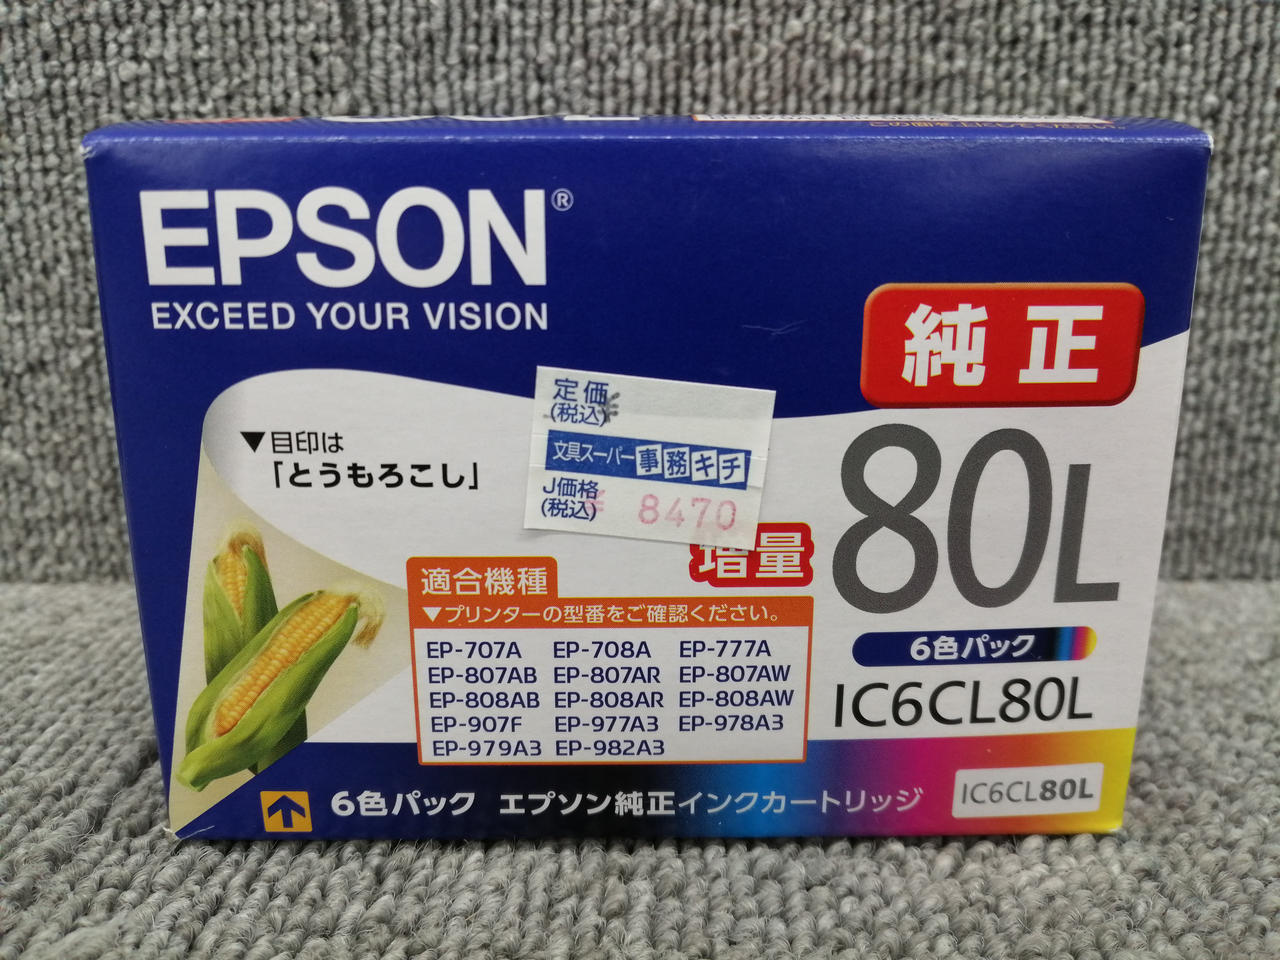 EPSON®
EXCEED YOUR VISION
純正
▼目印は
「とうもろこし」
定価
(税込)
文具スーパー事務キチ
J価格
(税込)
8470
増量
80L
適合機種
▼プリンターの型番をご確認ください。
EP-707A EP-708A EP-777A
EP-807AB EP-807AR EP-807AW
EP-808AB EP-808AR EP-808AW
EP-907F EP-977A3 EP-978A3
EP-979A3 EP-982A3
6色パック
IC6CL80L
6色パック エプソン純正インクカートリッジ
IC6CL80L